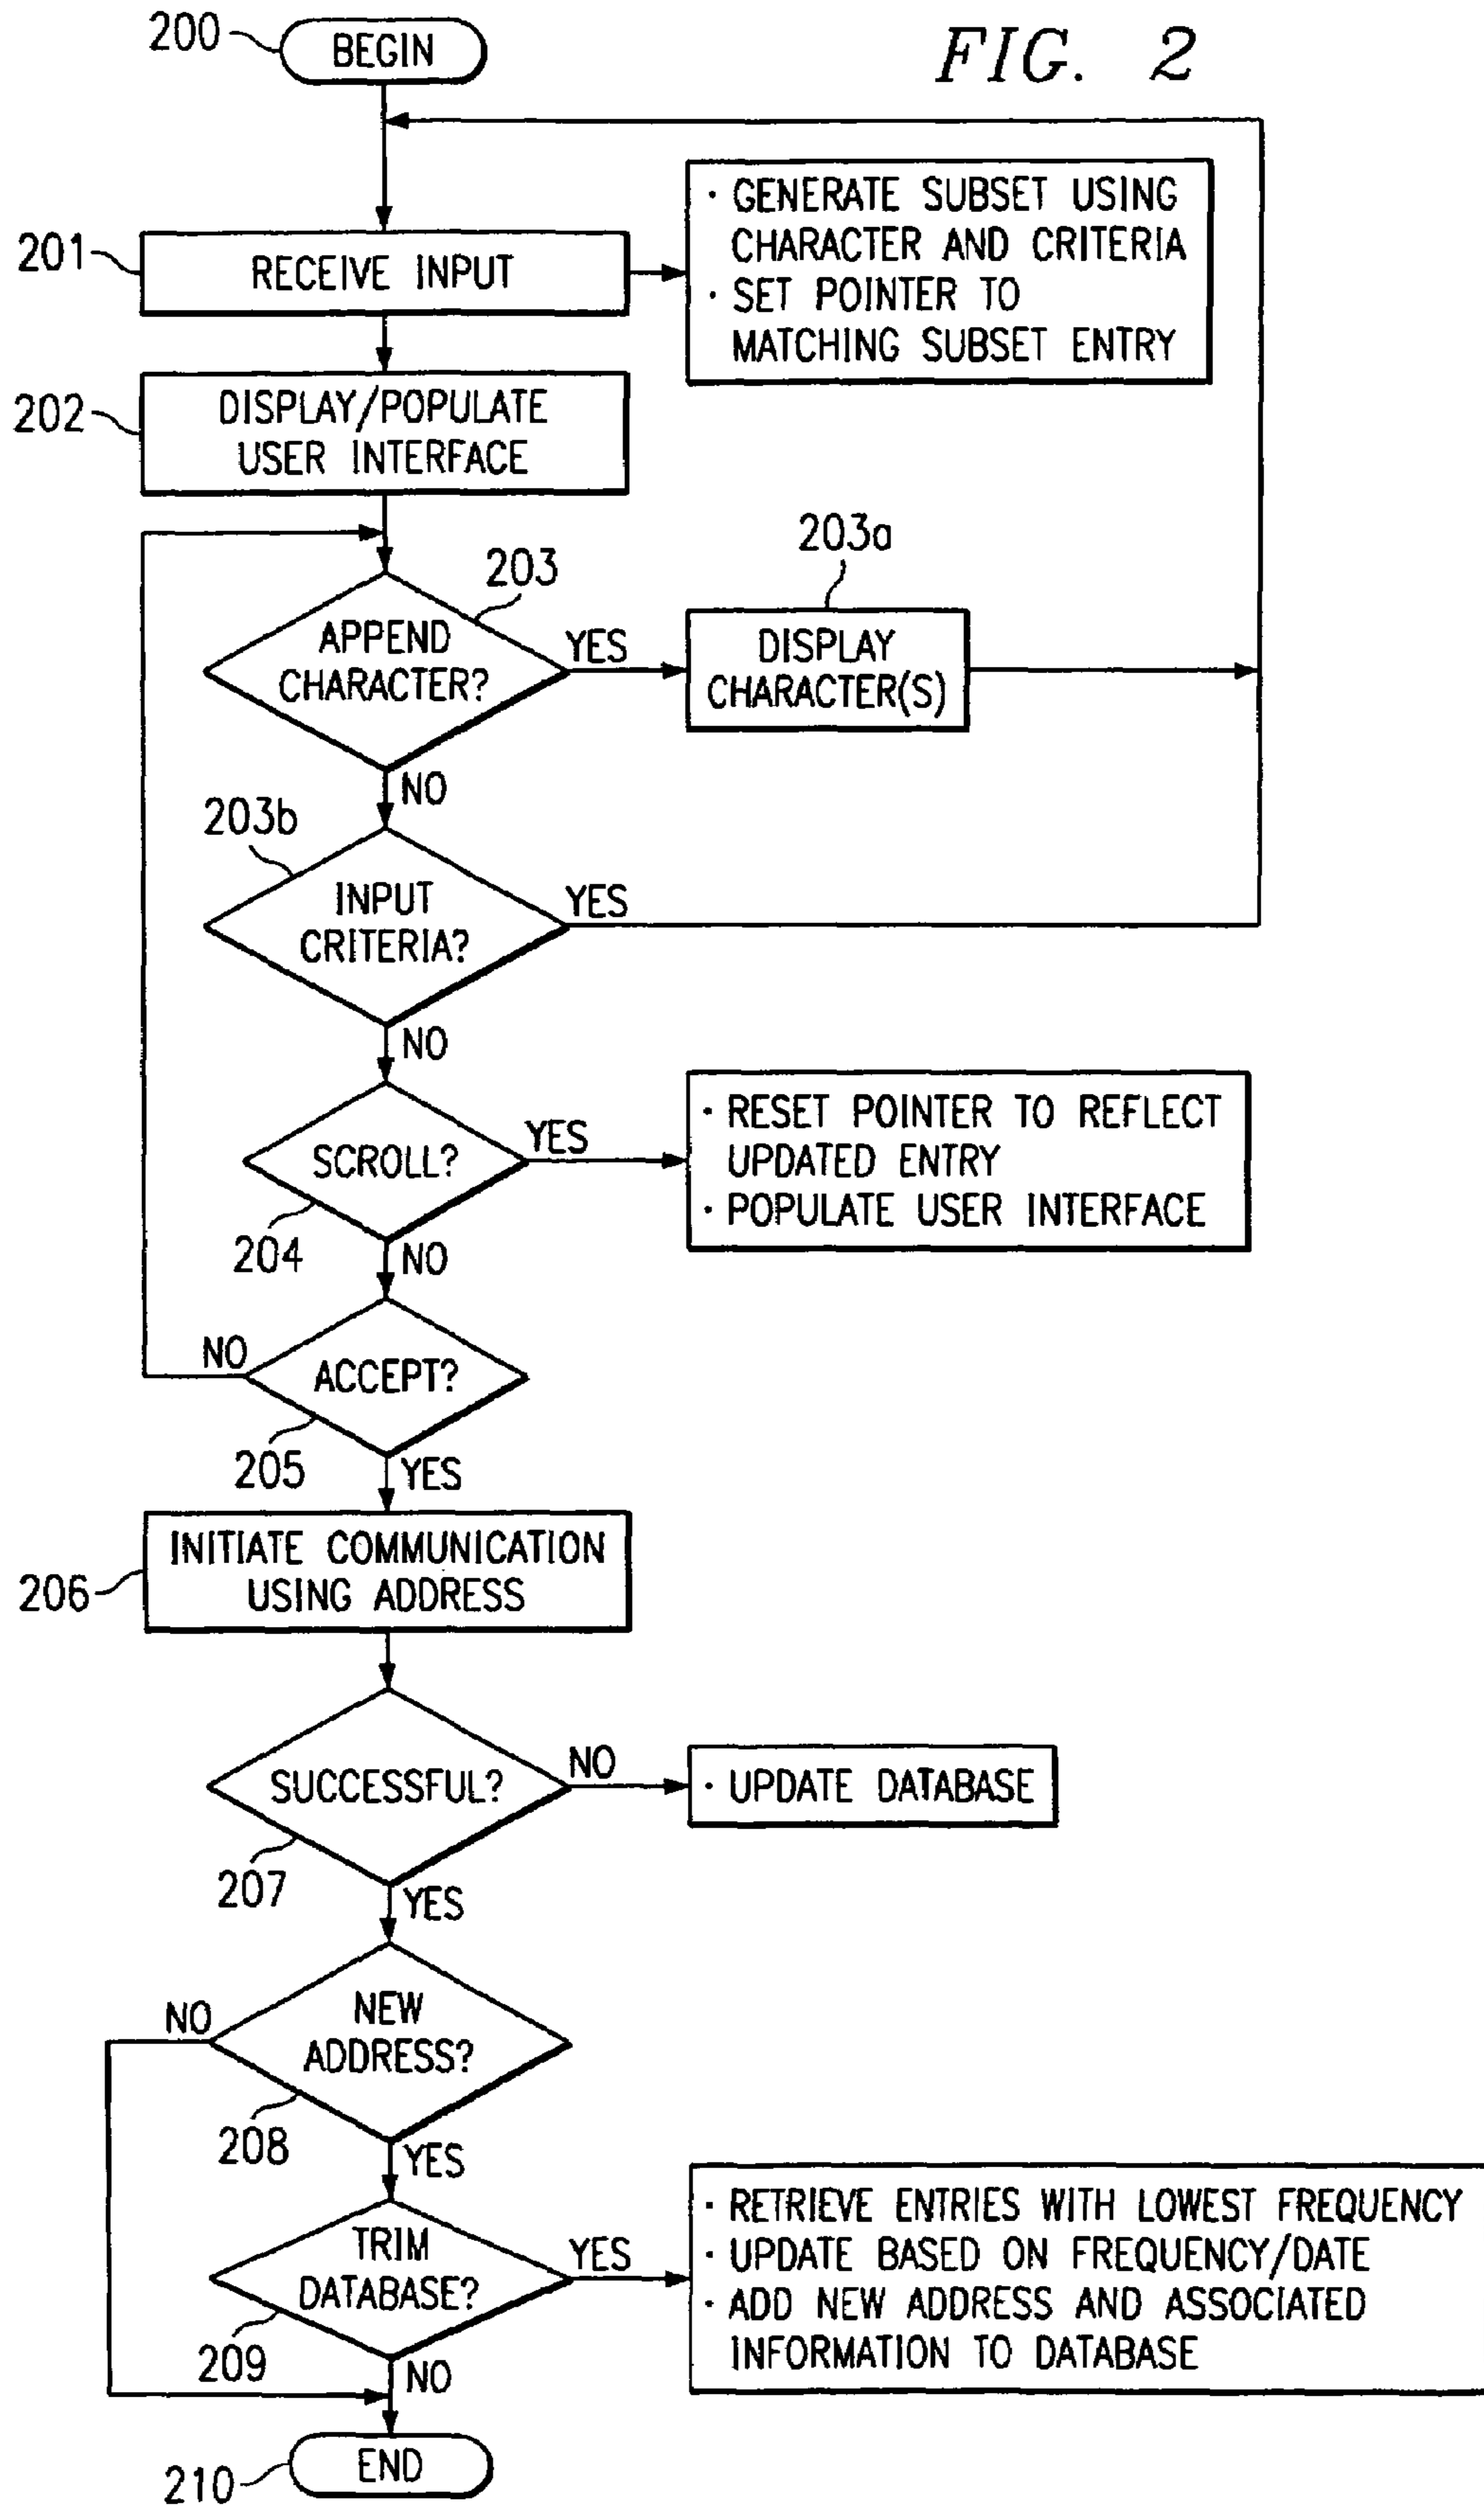 FIG. 2
200
BEGIN
201
RECEIVE INPUT
· GENERATE SUBSET USING
CHARACTER AND CRITERIA
· SET POINTER TO
MATCHING SUBSET ENTRY
202
DISPLAY/POPULATE
USER INTERFACE
203
APPEND
CHARACTER?
YES
203a
DISPLAY
CHARACTER(S)
NO
203b
INPUT
CRITERIA?
YES
NO
SCROLL?
204
YES
· RESET POINTER TO REFLECT
UPDATED ENTRY
· POPULATE USER INTERFACE
NO
NO
ACCEPT?
205
YES
206
INITIATE COMMUNICATION
USING ADDRESS
SUCCESSFUL?
207
NO
· UPDATE DATABASE
YES
NO
NEW
ADDRESS?
208
YES
TRIM
DATABASE?
209
YES
· RETRIEVE ENTRIES WITH LOWEST FREQUENCY
· UPDATE BASED ON FREQUENCY/DATE
· ADD NEW ADDRESS AND ASSOCIATED
INFORMATION TO DATABASE
NO
END
210